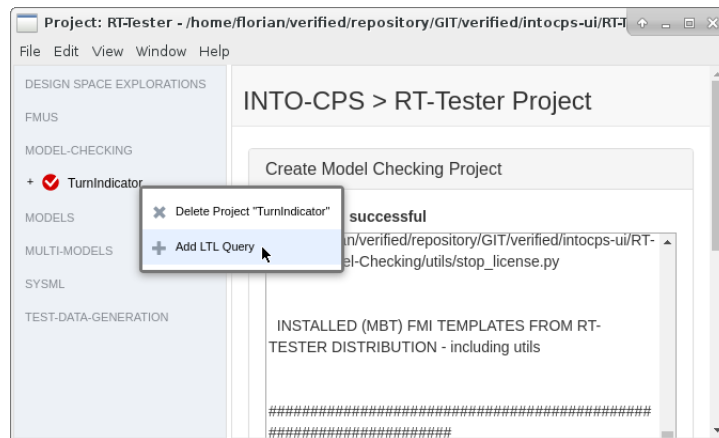 Project: RT-Tester - /home/florian/verified/repository/GIT/verified/intocps-ui/RT-T
File Edit View Window Help
DESIGN SPACE EXPLORATIONS
FMUS
MODEL-CHECKING
+ TurnIndicator
MODELS
MULTI-MODELS
SYSML
TEST-DATA-GENERATION
Delete Project "TurnIndicator"
Add LTL Query
INTO-CPS > RT-Tester Project
Create Model Checking Project
successful
n/verified/repository/GIT/verified/intocps-ui/RT-
el-Checking/utils/stop_license.py
INSTALLED (MBT) FMI TEMPLATES FROM RT-
TESTER DISTRIBUTION - including utils
##############################################
######################